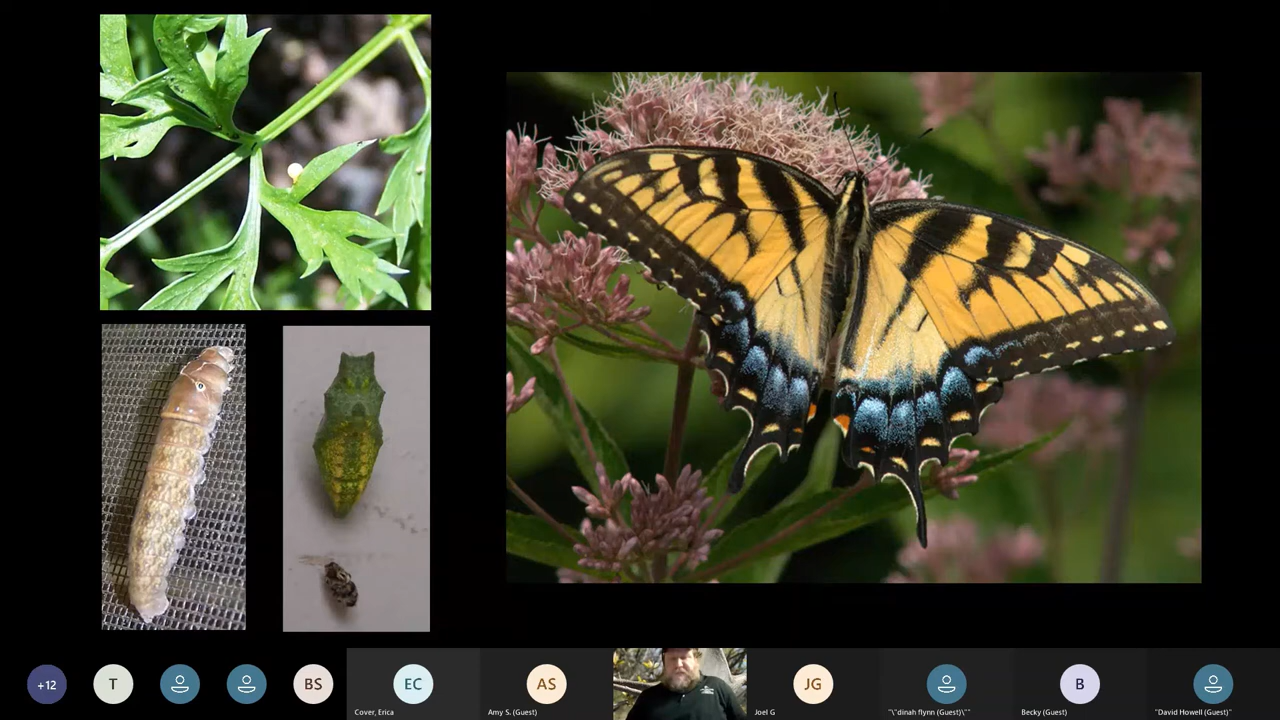 +12
T
BS
EC
AS
JG
B
Cover, Erica
Amy S. (Guest)
Joel G
"\"dinah flynn (Guest)\""
Becky (Guest)
"David Howell (Guest)"